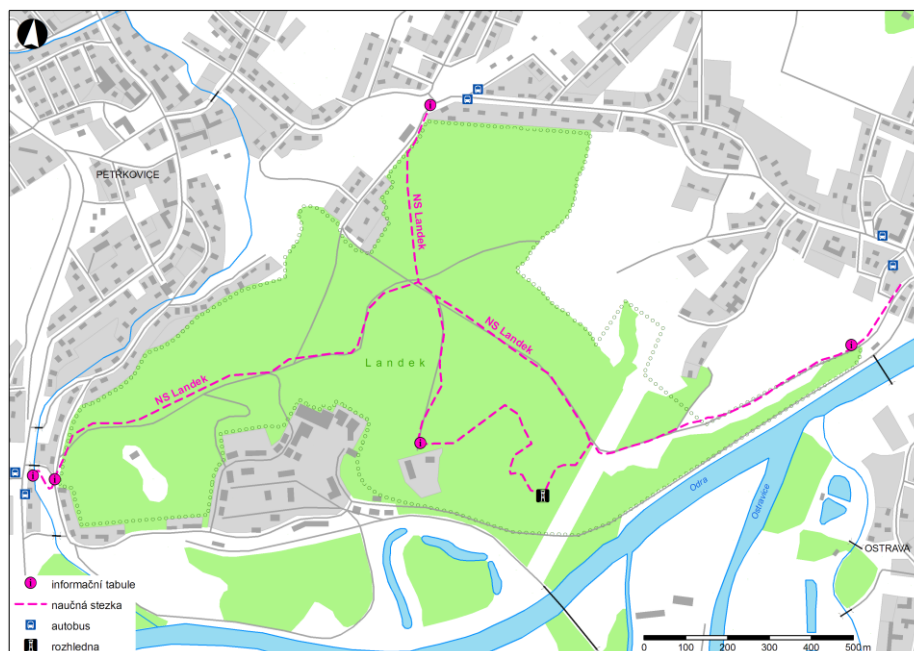 PETŘKOVICE
NS Landek
NS Landek
Landek
NS Landek
Odra
Ostravice
OSTRAVA
informační tabule
naučná stezka
autobus
rozhledna
0 100 200 300 400 500 m